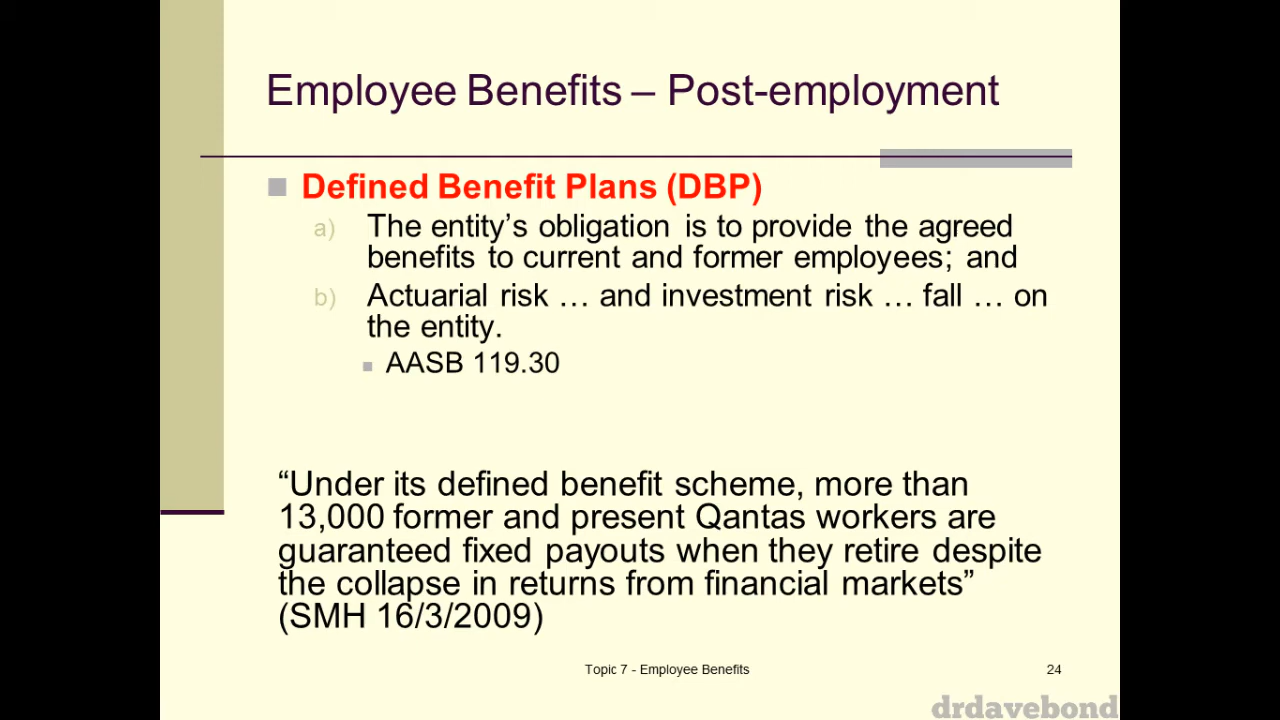 Employee Benefits – Post-employment
Defined Benefit Plans (DBP)
a) The entity’s obligation is to provide the agreed
benefits to current and former employees; and
b) Actuarial risk … and investment risk … fall … on
the entity.
AASB 119.30
“Under its defined benefit scheme, more than
13,000 former and present Qantas workers are
guaranteed fixed payouts when they retire despite
the collapse in returns from financial markets”
(SMH 16/3/2009)
Topic 7 - Employee Benefits 24
drdavebond